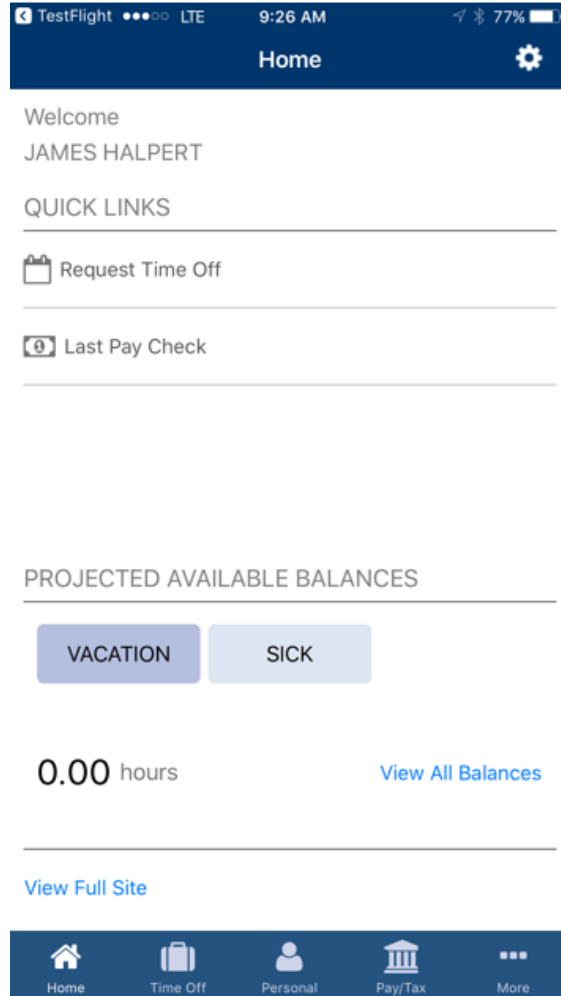 TestFlight LTE 9:26 AM 77%
Home
Welcome
JAMES HALPERT
QUICK LINKS
Request Time Off
Last Pay Check
PROJECTED AVAILABLE BALANCES
VACATION SICK
0.00 hours View All Balances
View Full Site
Home Time Off Personal Pay/Tax More